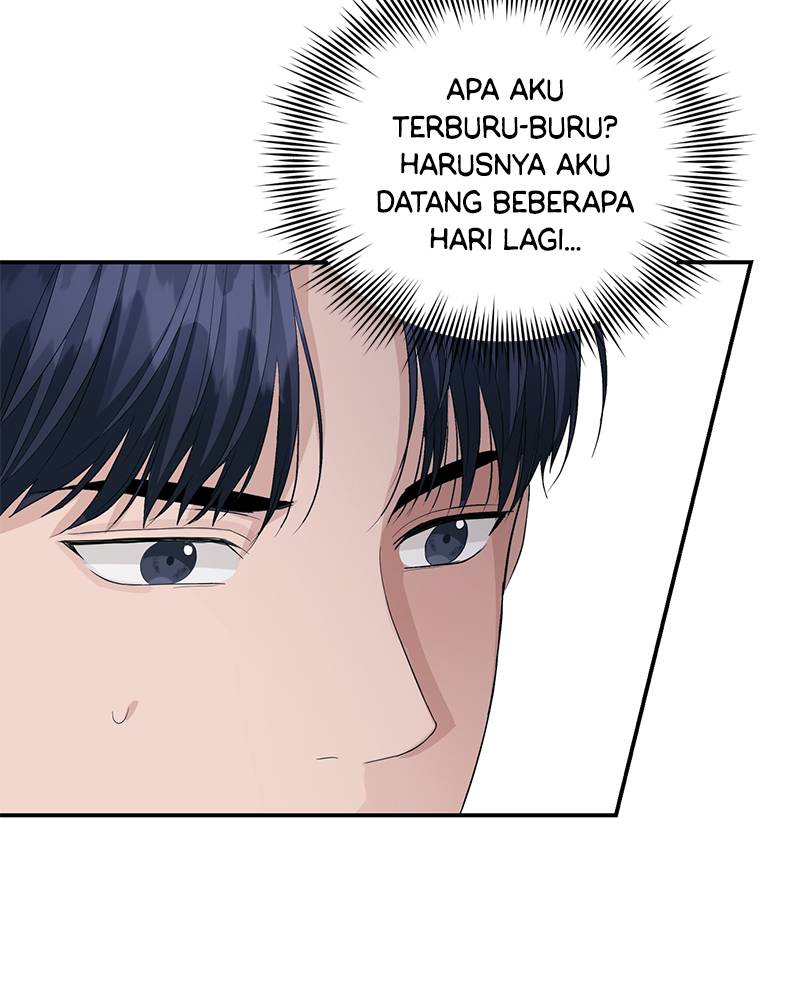 APA AKU
TERBURU-BURU?
HARUSNYA AKU
DATANG BEBERAPA
HARI LAGI...